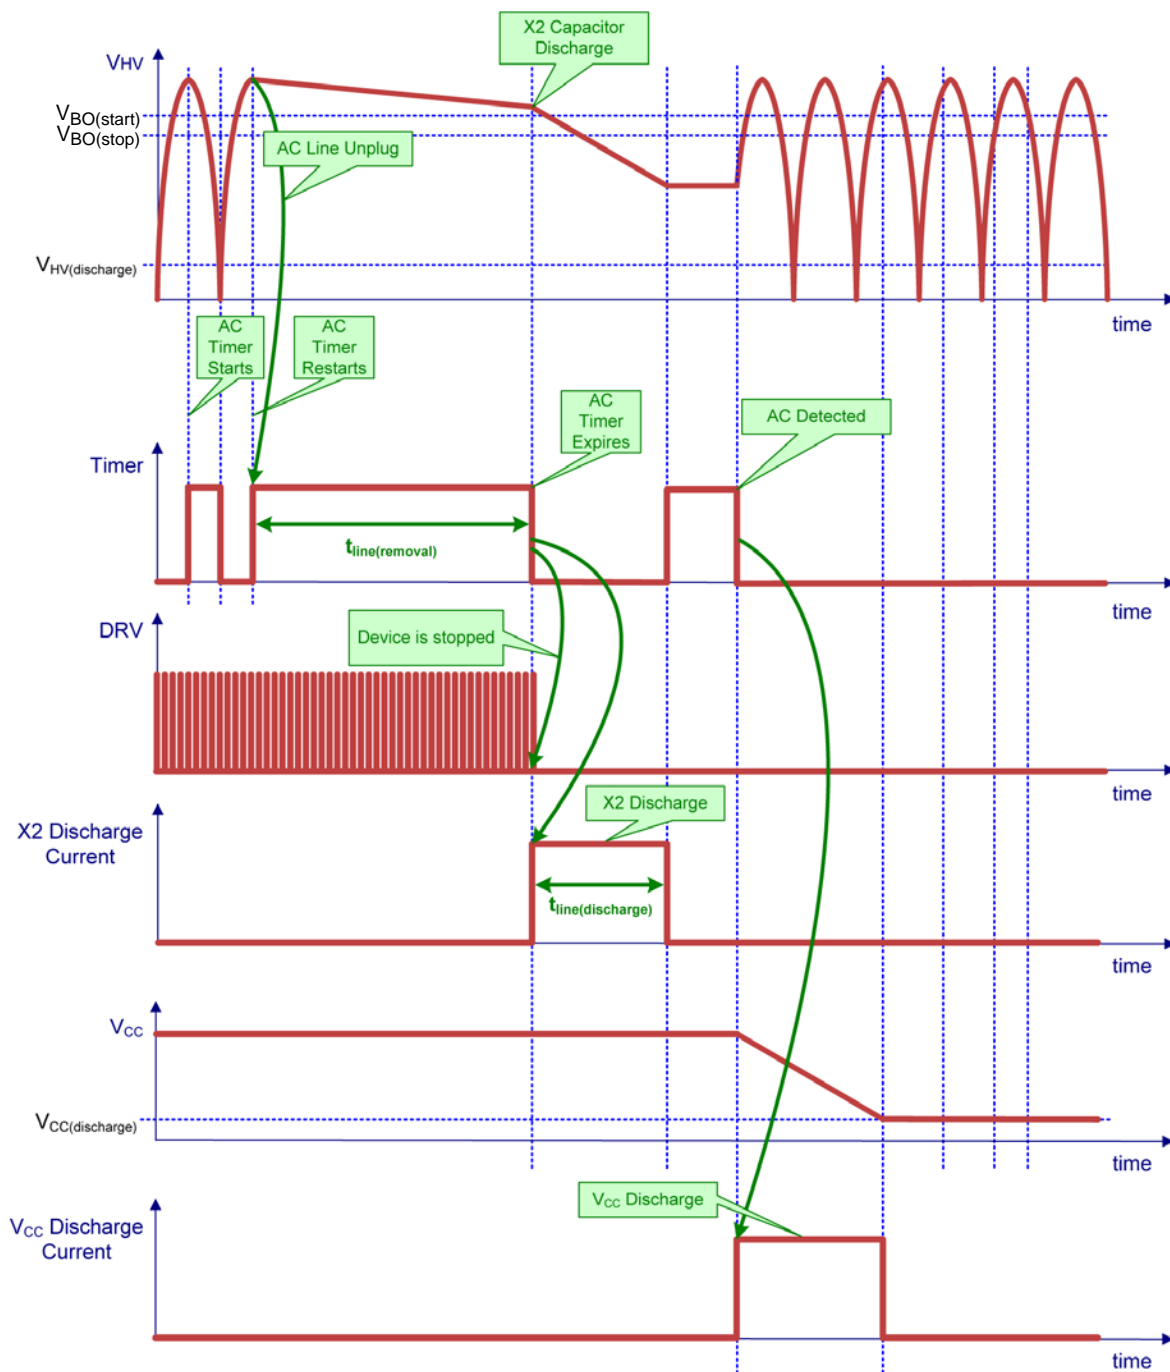 X2 Capacitor
Discharge
VHV
VBO(start)
VBO(stop)
AC Line Unplug
VHV(discharge)
time
AC
Timer
Starts
AC
Timer
Restarts
AC
Timer
Expires
AC Detected
Timer
tline(removal)
time
DRV
Device is stopped
time
X2 Discharge
X2 Discharge
Current
tline(discharge)
time
VCC
VCC(discharge)
time
VCC Discharge
VCC Discharge
Current
time